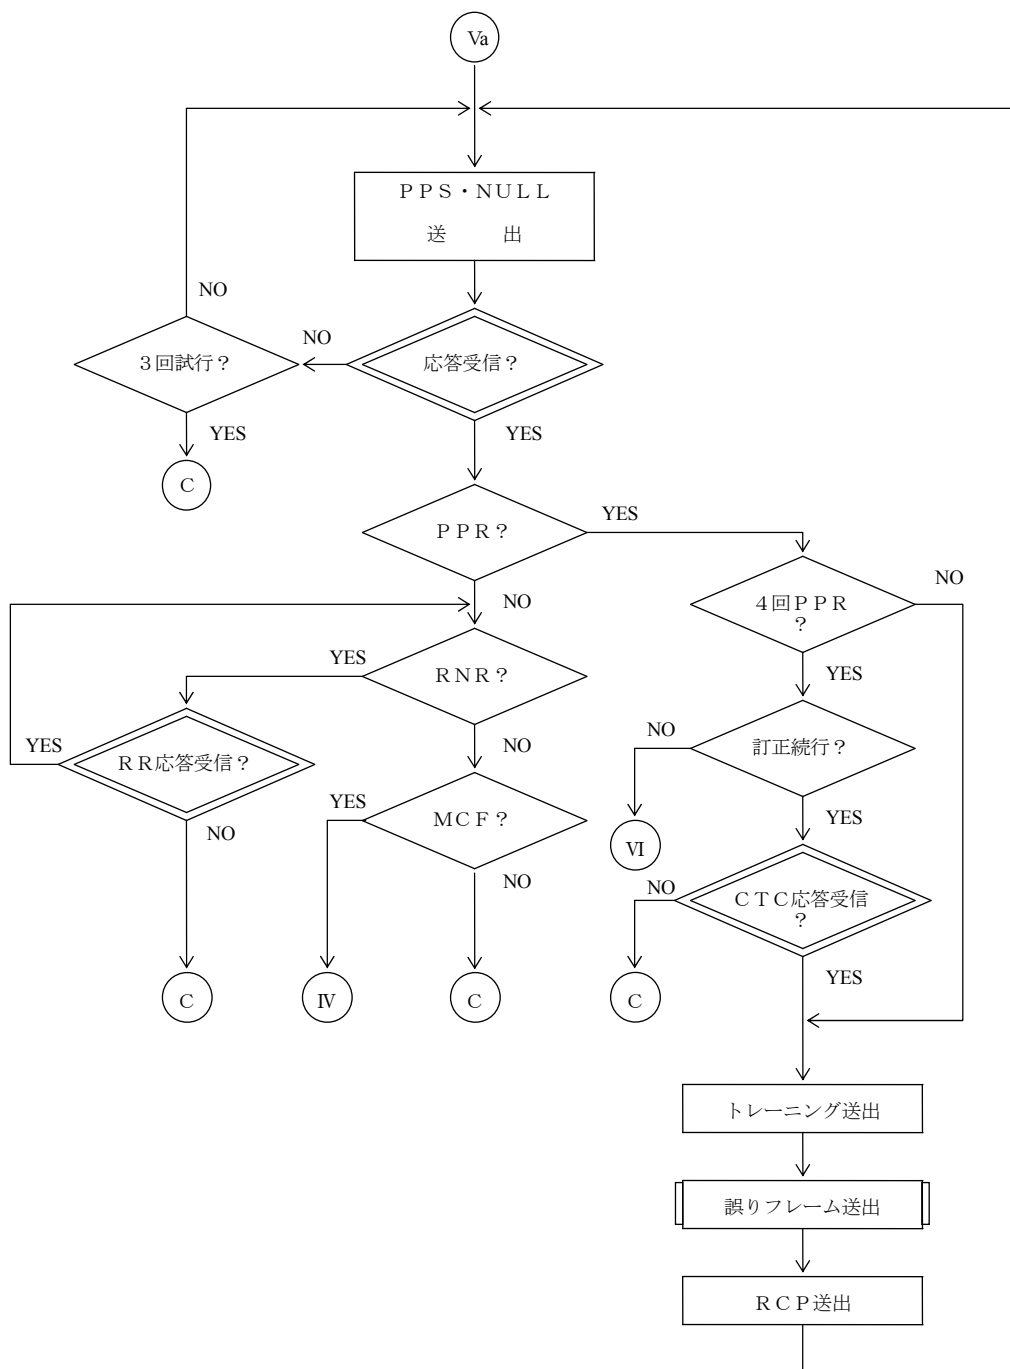 Ⅴa
ＰＰＳ・ＮＵＬＬ
送　　出
NO
NO
３回試行？
応答受信？
YES
YES
C
ＰＰＲ？
YES
NO
NO
４回ＰＰＲ
？
YES
ＲＮＲ？
YES
NO
訂正続行？
YES
ＲＲ応答受信？
NO
YES
ＭＣＦ？
YES
NO
Ⅵ
NO
NO
ＣＴＣ応答受信
？
YES
C
Ⅳ
C
C
トレーニング送出
誤りフレーム送出
ＲＣＰ送出